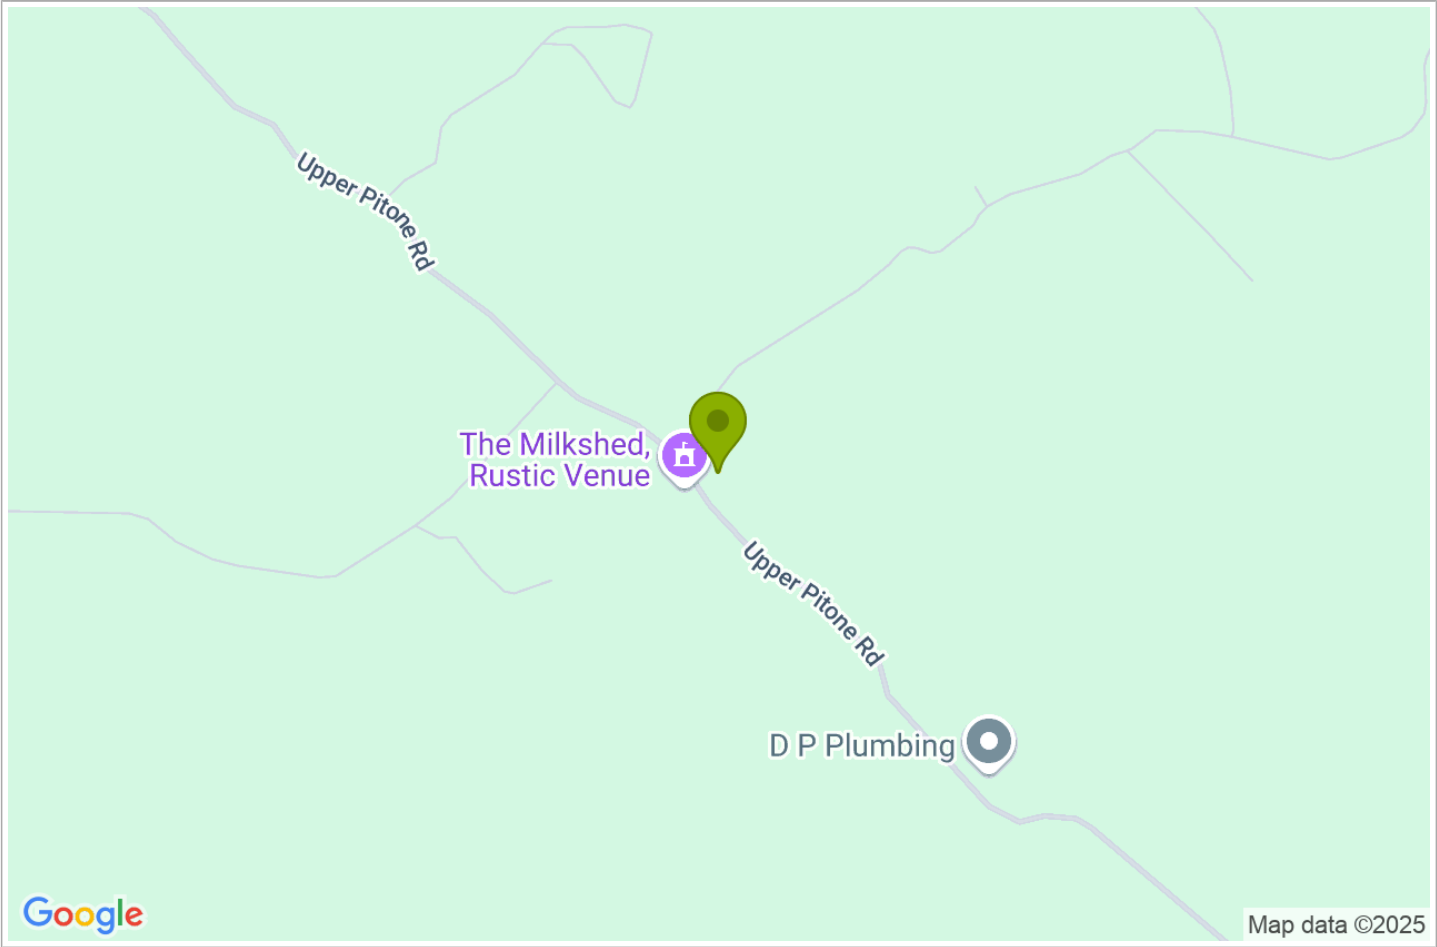 Upper Pitone Rd
The Milkshed,
Rustic Venue
Upper Pitone Rd
D P Plumbing
Google
Map data ©2025